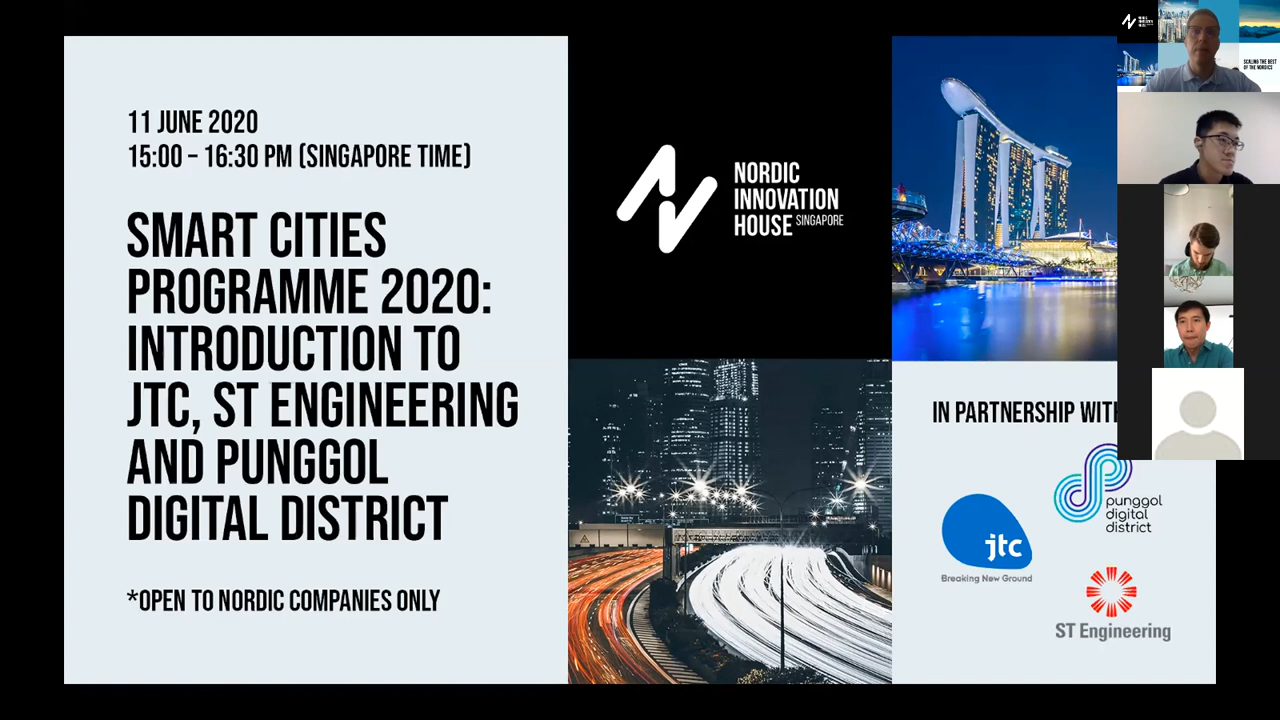 11 JUNE 2020
15:00 – 16:30 PM (SINGAPORE TIME)
SMART CITIES
PROGRAMME 2020:
INTRODUCTION TO
JTC, ST ENGINEERING
AND PUNGGOL
DIGITAL DISTRICT
*OPEN TO NORDIC COMPANIES ONLY
NORDIC
INNOVATION
HOUSE SINGAPORE
IN PARTNERSHIP WITH
punggol
digital
district
jtc
Breaking New Ground
ST Engineering
SCALING THE BEST
OF THE NORDICS